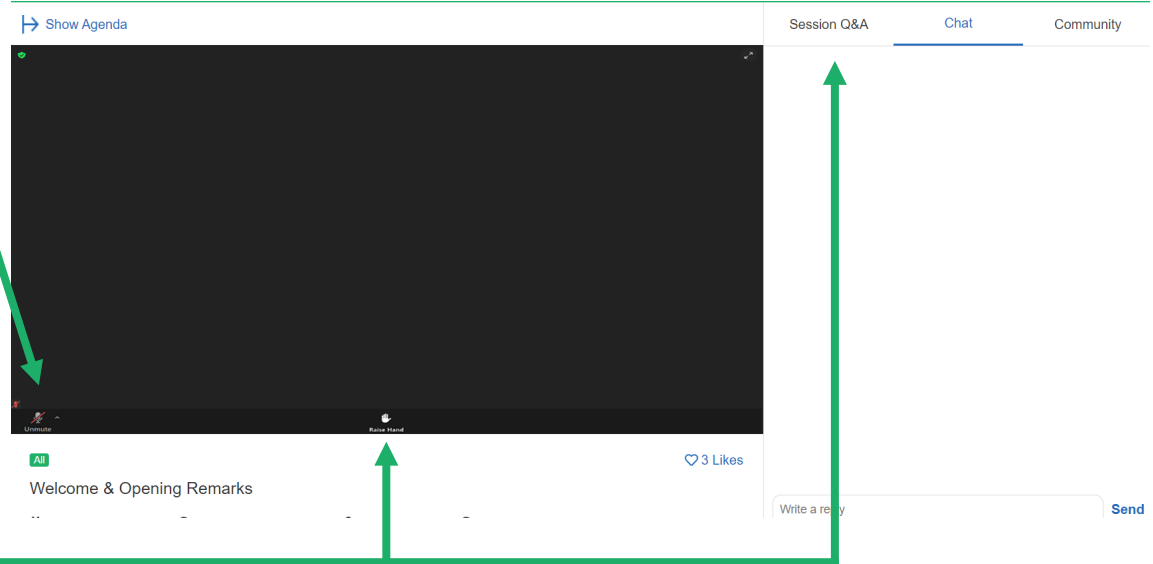 Show Agenda
Session Q&A
Chat
Community
Unmute
Raise Hand
All
3 Likes
Welcome & Opening Remarks
Write a reply
Send